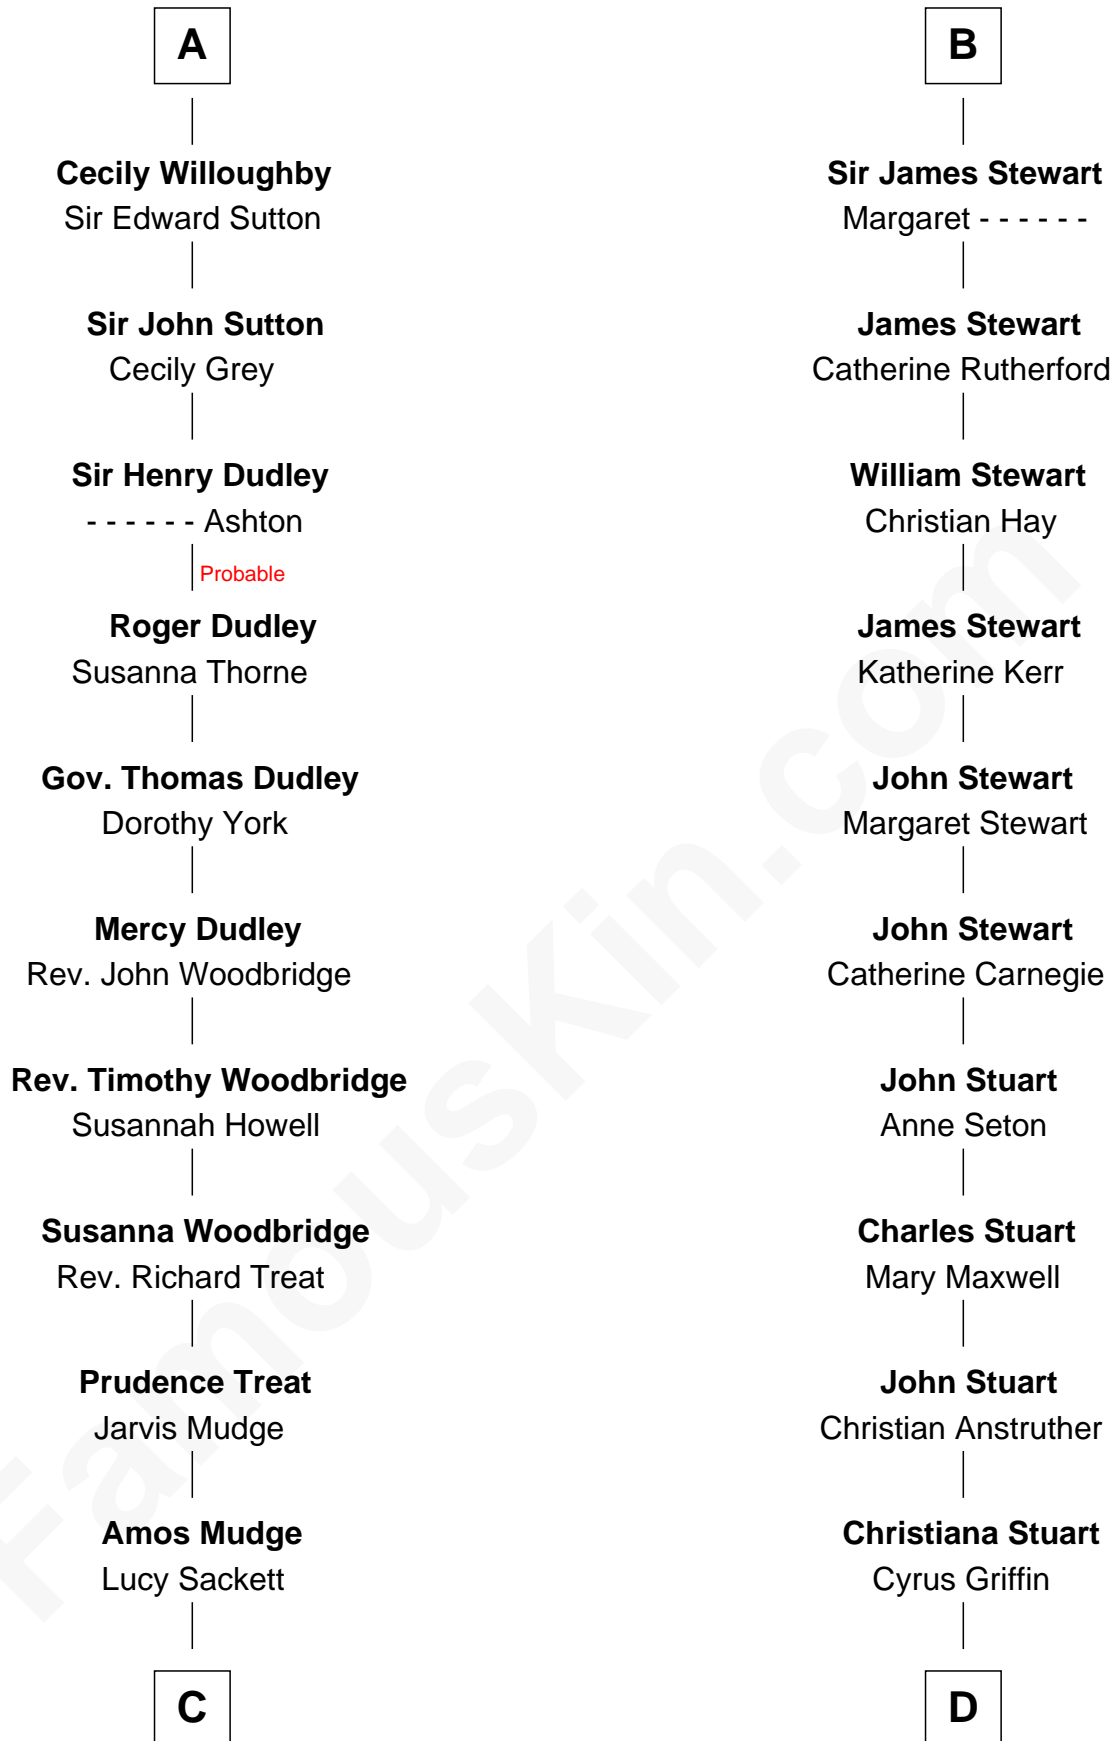 A
Cecily Willoughby
Sir Edward Sutton
Sir John Sutton
Cecily Grey
Sir Henry Dudley
- - - - - - Ashton
Probable
Roger Dudley
Susanna Thorne
Gov. Thomas Dudley
Dorothy York
Mercy Dudley
Rev. John Woodbridge
Rev. Timothy Woodbridge
Susannah Howell
Susanna Woodbridge
Rev. Richard Treat
Prudence Treat
Jarvis Mudge
Amos Mudge
Lucy Sackett
C
B
Sir James Stewart
Margaret - - - - - -
James Stewart
Catherine Rutherford
William Stewart
Christian Hay
James Stewart
Katherine Kerr
John Stewart
Margaret Stewart
John Stewart
Catherine Carnegie
John Stuart
Anne Seton
Charles Stuart
Mary Maxwell
John Stuart
Christian Anstruther
Christiana Stuart
Cyrus Griffin
D
FamousKin.com